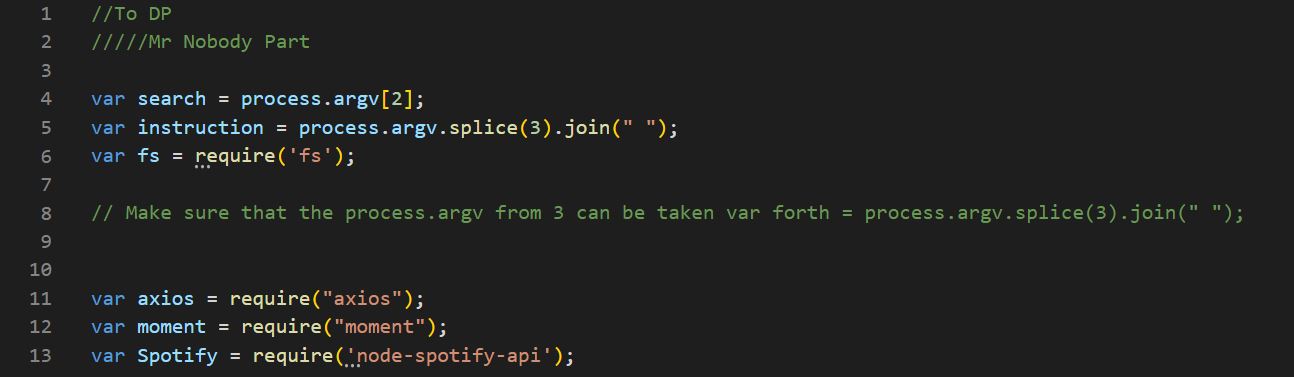 1 //To DP
2 /////Mr Nobody Part
3
4 var search = process.argv[2];
5 var instruction = process.argv.splice(3).join(" ");
6 var fs = require('fs');
7
8 // Make sure that the process.argv from 3 can be taken var forth = process.argv.splice(3).join(" ");
9
10
11 var axios = require("axios");
12 var moment = require("moment");
13 var Spotify = require('node-spotify-api');